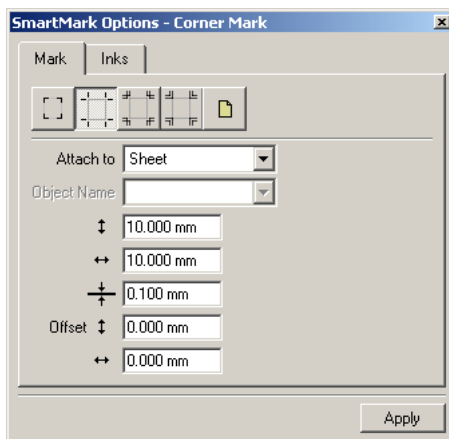 SmartMark Options - Corner Mark
Mark Inks
Attach to Sheet
Object Name
10.000 mm
10.000 mm
0.100 mm
Offset 0.000 mm
0.000 mm
Apply